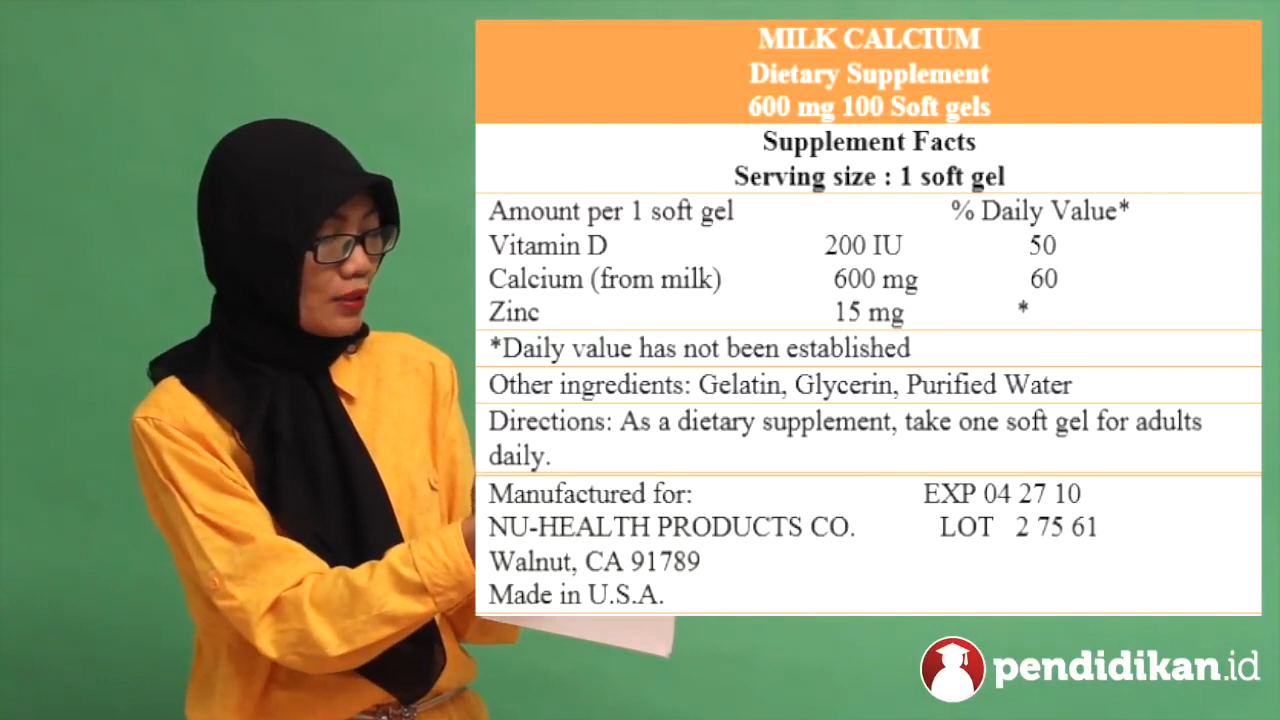 MILK CALCIUM
Dietary Supplement
600 mg 100 Soft gels
Supplement Facts
Serving size : 1 soft gel
Amount per 1 soft gel % Daily Value*
Vitamin D 200 IU 50
Calcium (from milk) 600 mg 60
Zinc 15 mg *
*Daily value has not been established
Other ingredients: Gelatin, Glycerin, Purified Water
Directions: As a dietary supplement, take one soft gel for adults
daily.
Manufactured for: EXP 04 27 10
NU-HEALTH PRODUCTS CO. LOT 2 75 61
Walnut, CA 91789
Made in U.S.A.
pendidikan.id